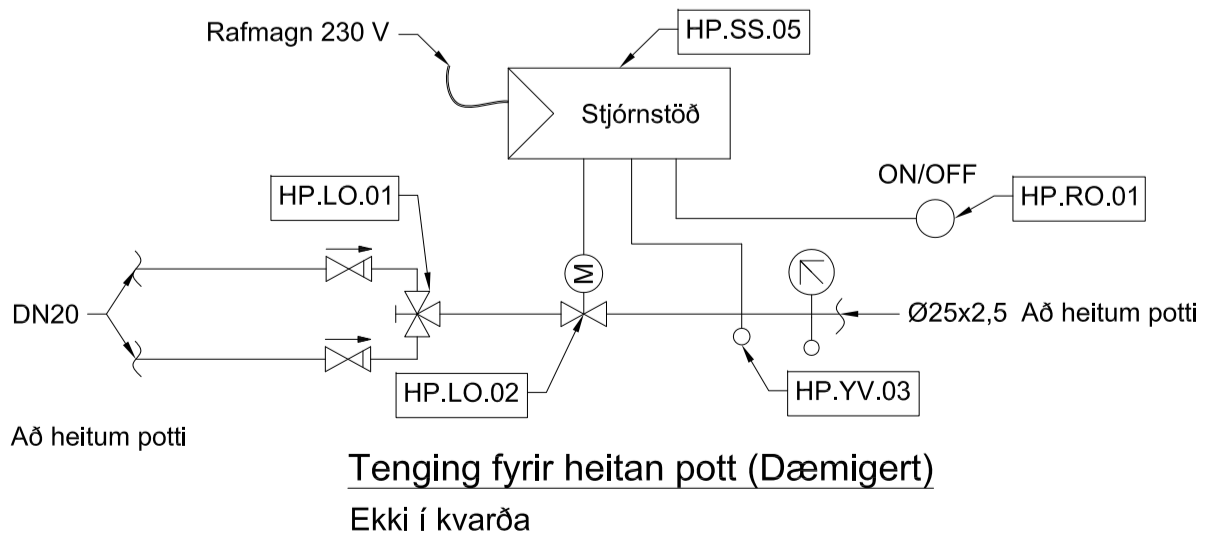 Rafmagn 230 V
HP.SS.05
Stjórnstöð
HP.LO.01
ON/OFF
HP.RO.01
M
DN20
Ø25x2,5 Að heitum potti
HP.LO.02
HP.YV.03
Að heitum potti
Tenging fyrir heitan pott (Dæmigert)
Ekki í kvarða